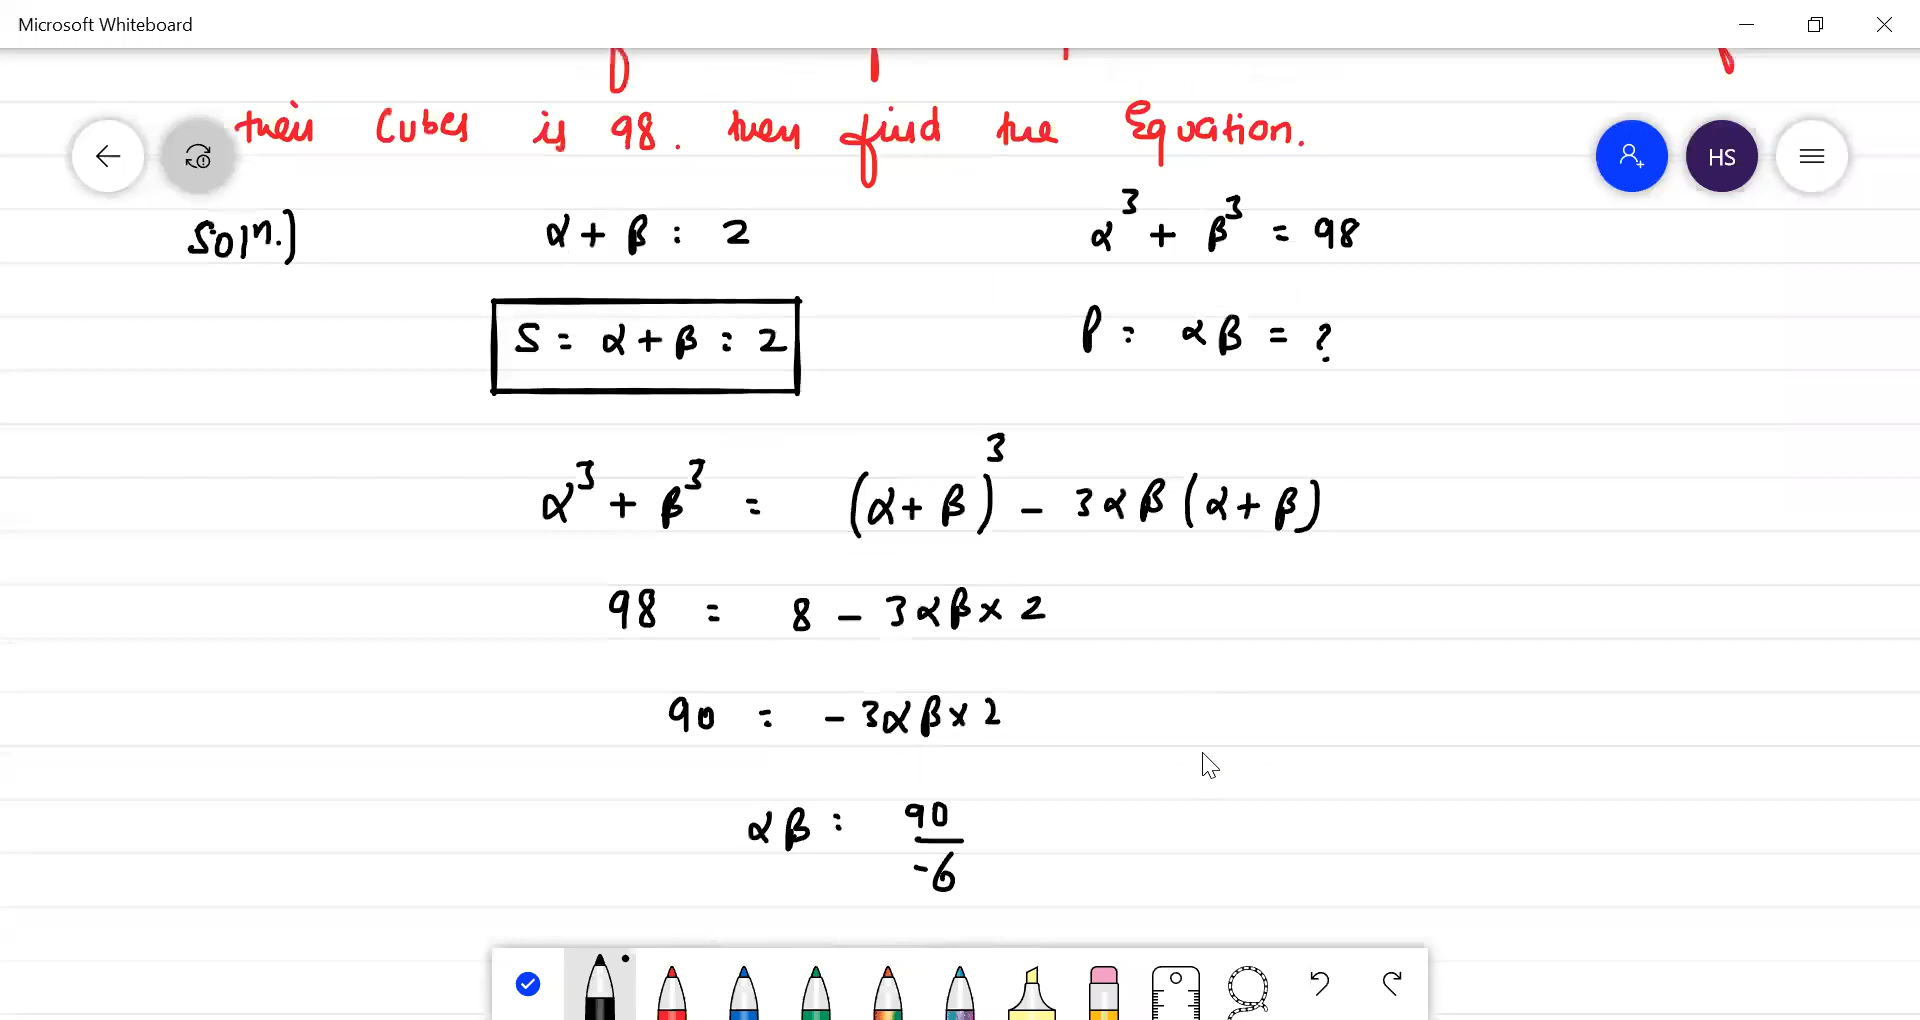 Microsoft Whiteboard
their Cubes is 98. then find the Equation.
HS
Solⁿ.) α + β : 2 α³ + β³ = 98
S = α + β : 2 P : αβ = ?
α³ + β³ = (α + β)³ - 3αβ(α + β)
98 = 8 - 3αβ × 2
90 = - 3αβ × 2
αβ : 90
-6